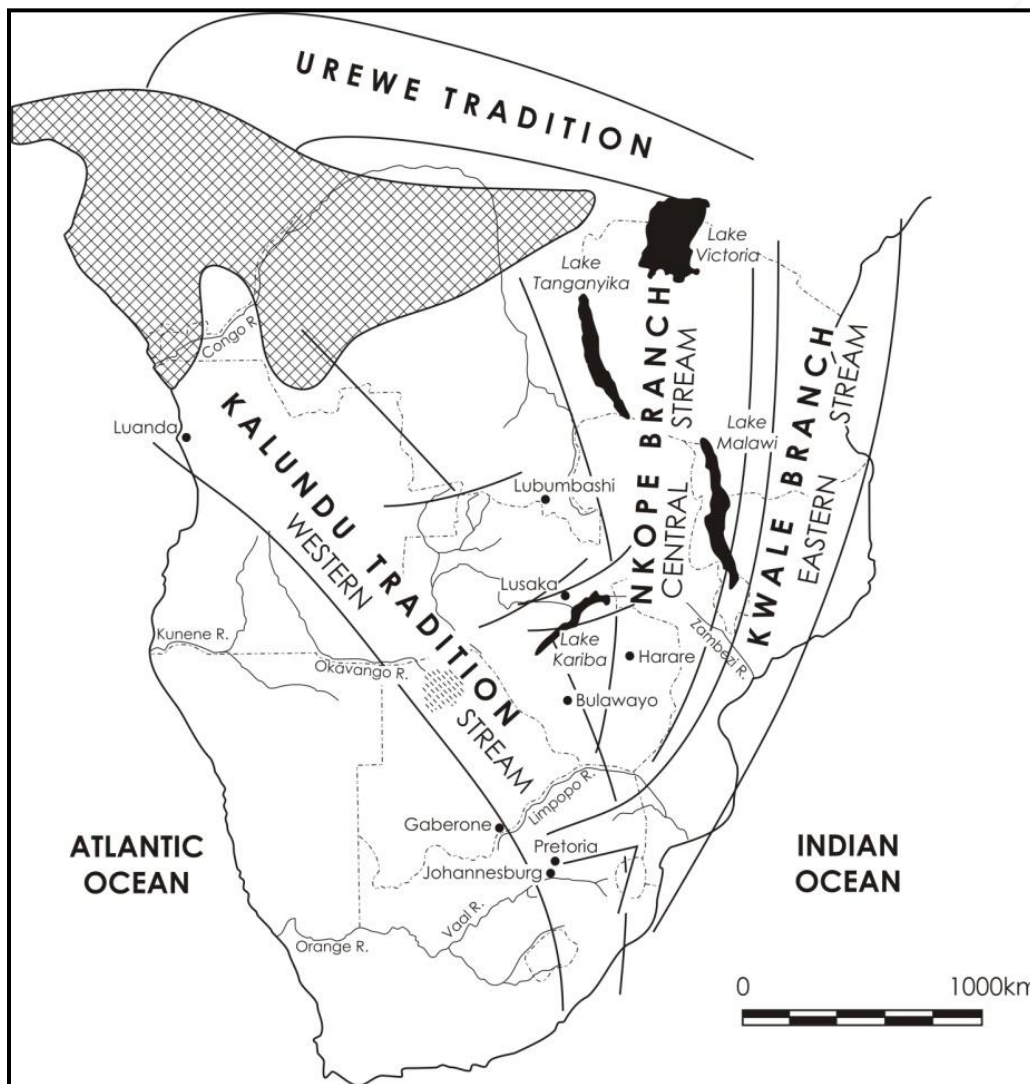 UREWE TRADITION
Lake
Victoria
Lake
Tanganyika
Congo R.
NKOPE BRANCH
CENTRAL STREAM
KWALE BRANCH
EASTERN STREAM
KALUNDU TRADITION
WESTERN STREAM
Luanda
Lake
Malawi
Lubumbashi
Lusaka
Kunene R.
Okavango R.
Lake
Kariba
Harare
Zambezi R.
Bulawayo
Limpopo R.
Gaberone
ATLANTIC
OCEAN
Pretoria
Johannesburg
INDIAN
OCEAN
Vaal R.
Orange R.
0 1000km